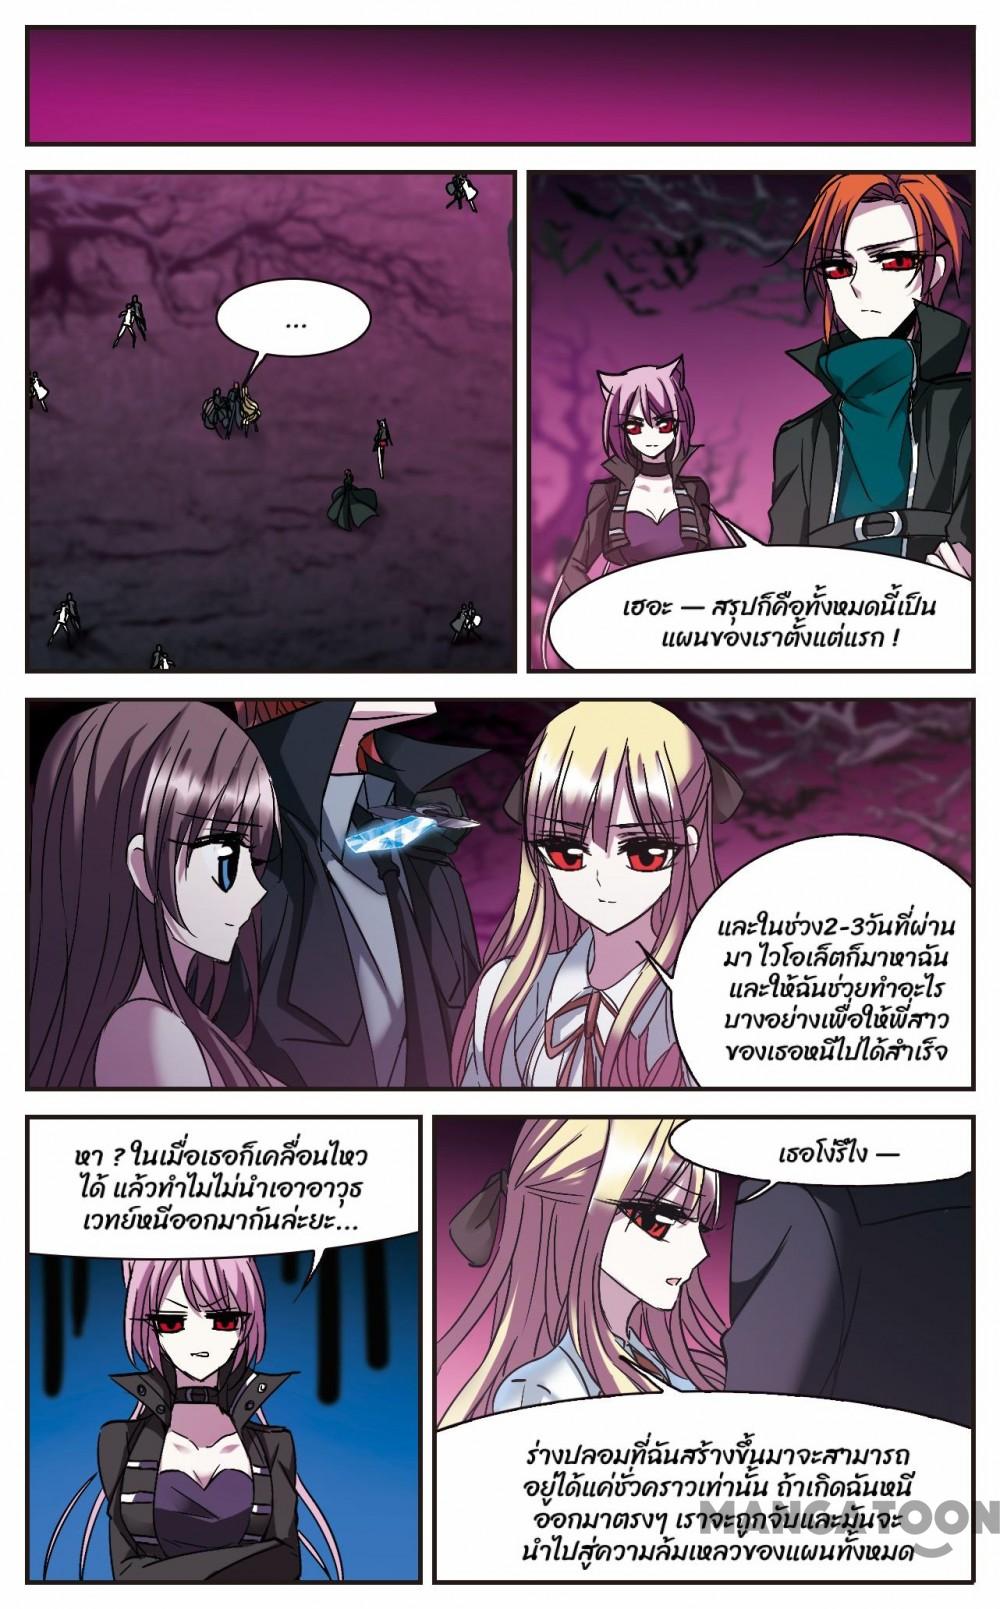 ...
เฮอะ — สรุปก็คือทั้งหมดนี้เป็น
แผนของเราตั้งแต่แรก !
และในช่วง2-3วันที่ผ่าน
มา ไวโอเล็ตก็มาหาฉัน
และให้ฉันช่วยทำอะไร
บางอย่างเพื่อให้พี่สาว
ของเธอหนีไปได้สำเร็จ
หา ? ในเมื่อเธอก็เคลื่อนไหว
ได้ แล้วทำไมไม่นำเอาอาวุธ
เวทย์หนีออกมากันล่ะยะ...
เธอโง่รึไง —
ร่างปลอมที่ฉันสร้างขึ้นมาจะสามารถ
อยู่ได้แค่ชั่วคราวเท่านั้น ถ้าเกิดฉันหนี
ออกมาตรงๆ เราจะถูกจับและมันจะ
นำไปสู่ความล้มเหลวของแผนทั้งหมด
MANGATOON